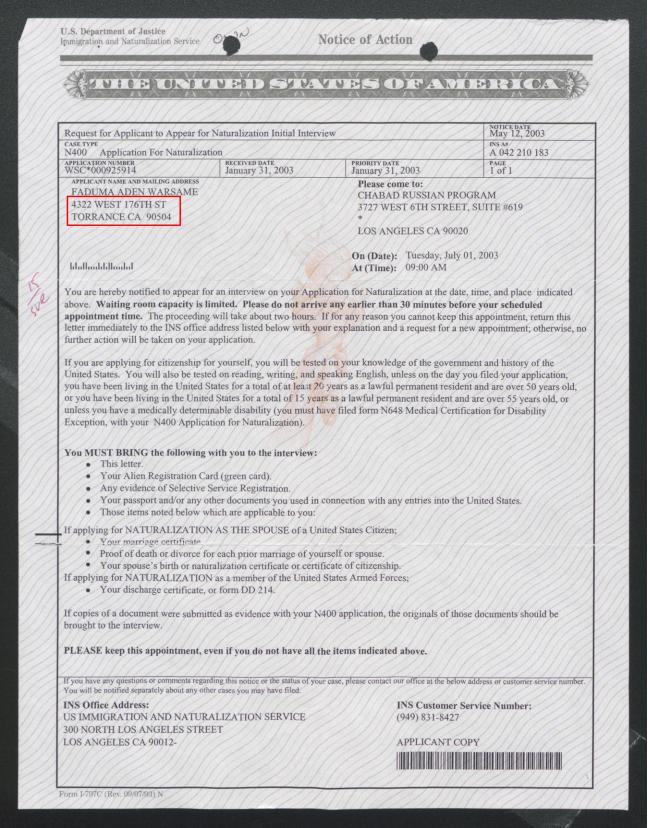 U.S. Department of Justice
Immigration and Naturalization Service
Notice of Action
THE UNITED STATES OF AMERICA
Request for Applicant to Appear for Naturalization Initial Interview
NOTICE DATE
May 12, 2003
CASE TYPE
N400 Application For Naturalization
INS A#
A 042 210 183
APPLICATION NUMBER
WSC*000925914
RECEIVED DATE
January 31, 2003
PRIORITY DATE
January 31, 2003
PAGE
1 of 1
APPLICANT NAME AND MAILING ADDRESS
FADUMA ADEN WARSAME
4322 WEST 176TH ST
TORRANCE CA 90504
Please come to:
CHABAD RUSSIAN PROGRAM
3727 WEST 6TH STREET, SUITE #619
*
LOS ANGELES CA 90020
On (Date): Tuesday, July 01, 2003
At (Time): 09:00 AM
You are hereby notified to appear for an interview on your Application for Naturalization at the date, time, and place indicated
above. Waiting room capacity is limited. Please do not arrive any earlier than 30 minutes before your scheduled
appointment time. The proceeding will take about two hours. If for any reason you cannot keep this appointment, return this
letter immediately to the INS office address listed below with your explanation and a request for a new appointment; otherwise, no
further action will be taken on your application.
If you are applying for citizenship for yourself, you will be tested on your knowledge of the government and history of the
United States. You will also be tested on reading, writing, and speaking English, unless on the day you filed your application,
you have been living in the United States for a total of at least 20 years as a lawful permanent resident and are over 50 years old,
or you have been living in the United States for a total of 15 years as a lawful permanent resident and are over 55 years old, or
unless you have a medically determinable disability (you must have filed form N648 Medical Certification for Disability
Exception, with your N400 Application for Naturalization).
You MUST BRING the following with you to the interview:
• This letter.
• Your Alien Registration Card (green card).
• Any evidence of Selective Service Registration.
• Your passport and/or any other documents you used in connection with any entries into the United States.
• Those items noted below which are applicable to you:
If applying for NATURALIZATION AS THE SPOUSE of a United States Citizen;
• Your marriage certificate.
• Proof of death or divorce for each prior marriage of yourself or spouse.
• Your spouse's birth or naturalization certificate or certificate of citizenship.
If applying for NATURALIZATION as a member of the United States Armed Forces;
• Your discharge certificate, or form DD 214.
If copies of a document were submitted as evidence with your N400 application, the originals of those documents should be
brought to the interview.
PLEASE keep this appointment, even if you do not have all the items indicated above.
If you have any questions or comments regarding this notice or the status of your case, please contact our office at the below address or customer service number.
You will be notified separately about any other cases you may have filed.
INS Office Address:
US IMMIGRATION AND NATURALIZATION SERVICE
300 NORTH LOS ANGELES STREET
LOS ANGELES CA 90012-
INS Customer Service Number:
(949) 831-8427
APPLICANT COPY
Form I-797C (Rev. 09/07/93) N